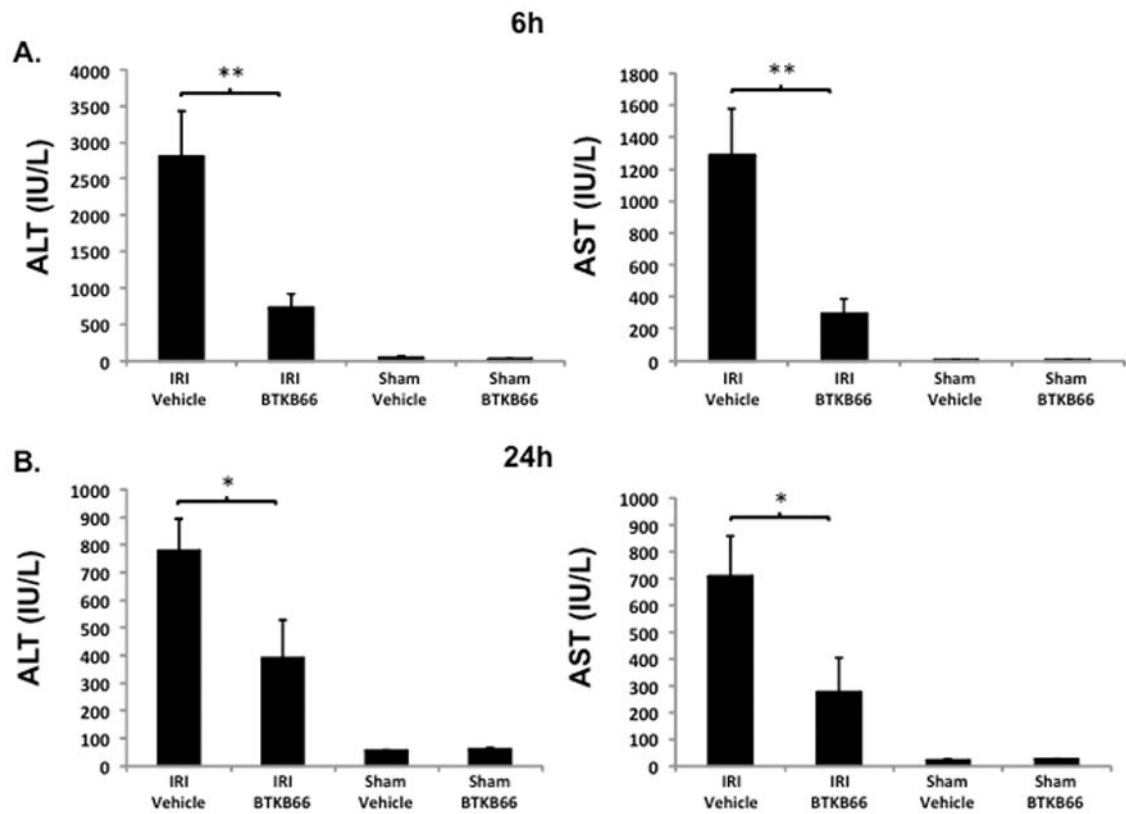 6h
A.
ALT (IU/L)
4000
3500
3000
2500
2000
1500
1000
500
0
**
IRI
Vehicle
IRI
BTKB66
Sham
Vehicle
Sham
BTKB66
AST (IU/L)
1800
1600
1400
1200
1000
800
600
400
200
0
**
IRI
Vehicle
IRI
BTKB66
Sham
Vehicle
Sham
BTKB66
B.
24h
ALT (IU/L)
1000
900
800
700
600
500
400
300
200
100
0
*
IRI
Vehicle
IRI
BTKB66
Sham
Vehicle
Sham
BTKB66
AST (IU/L)
1000
900
800
700
600
500
400
300
200
100
0
*
IRI
Vehicle
IRI
BTKB66
Sham
Vehicle
Sham
BTKB66